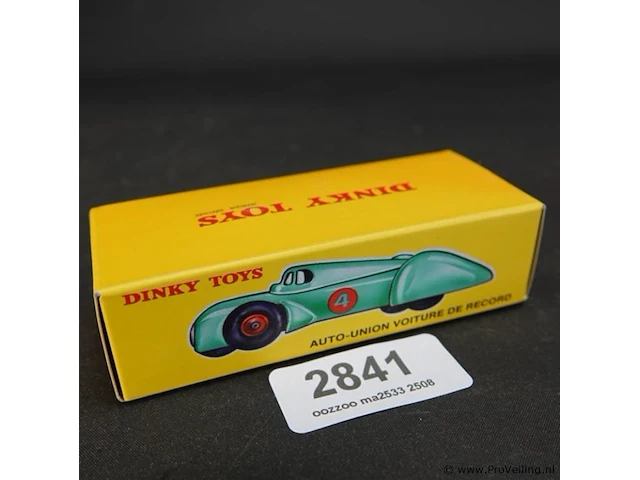 DINKY TOYS
DINKY TOYS
4
AUTO-UNION VOITURE DE RECORD
2841
oozzoo ma2533 2508
© www.ProVeiling.nl